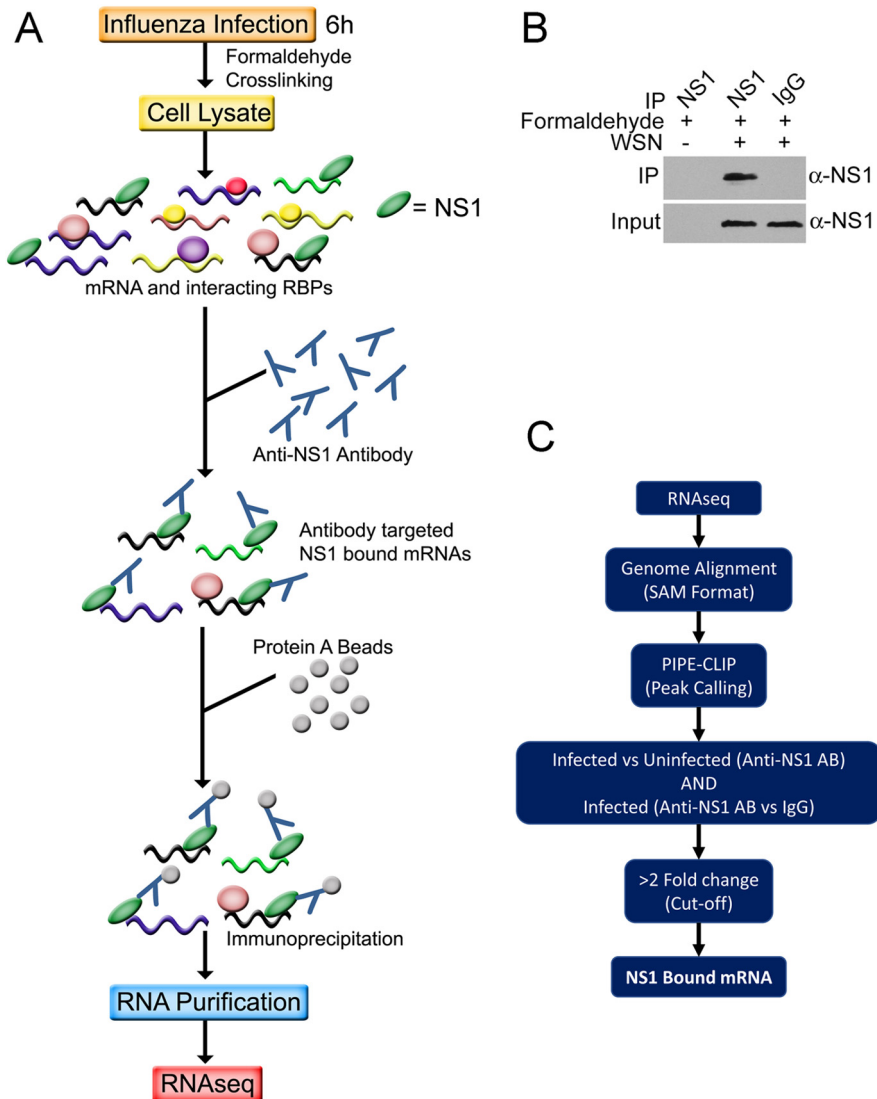 A
Influenza Infection 6h
Formaldehyde
Crosslinking
Cell Lysate
= NS1
mRNA and interacting RBPs
Anti-NS1 Antibody
Antibody targeted
NS1 bound mRNAs
Protein A Beads
Immunoprecipitation
RNA Purification
RNAseq
B
IP NS1 NS1 IgG
Formaldehyde + + +
WSN - + +
IP α-NS1
Input α-NS1
C
RNAseq
Genome Alignment
(SAM Format)
PIPE-CLIP
(Peak Calling)
Infected vs Uninfected (Anti-NS1 AB)
AND
Infected (Anti-NS1 AB vs IgG)
>2 Fold change
(Cut-off)
NS1 Bound mRNA